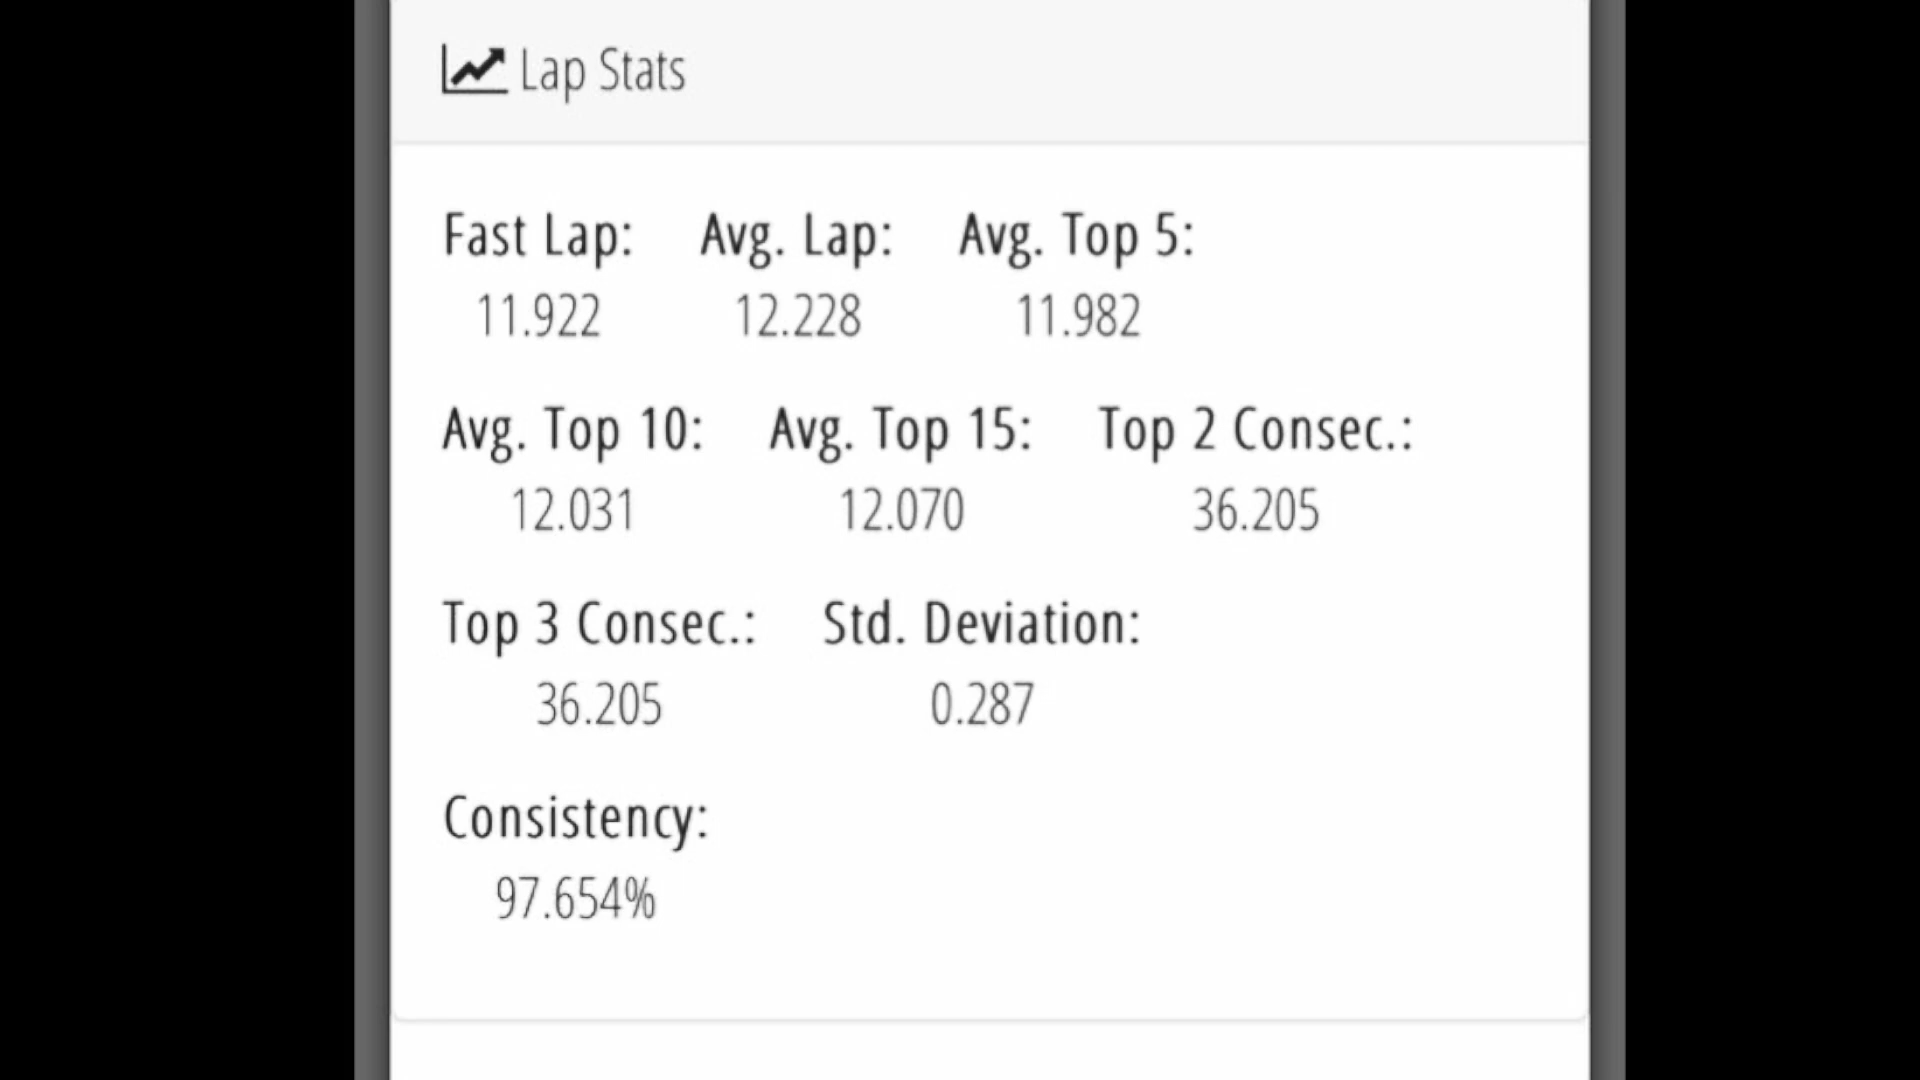 Lap Stats
Fast Lap: Avg. Lap: Avg. Top 5:
11.922 12.228 11.982
Avg. Top 10: Avg. Top 15: Top 2 Consec.:
12.031 12.070 36.205
Top 3 Consec.: Std. Deviation:
36.205 0.287
Consistency:
97.654%